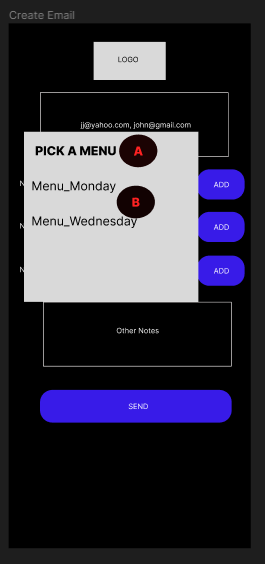 Create Email
LOGO
jj@yahoo.com, john@gmail.com
PICK A MENU A
N ADD
Menu_Monday
B
N ADD
Menu_Wednesday
N ADD
Other Notes
SEND